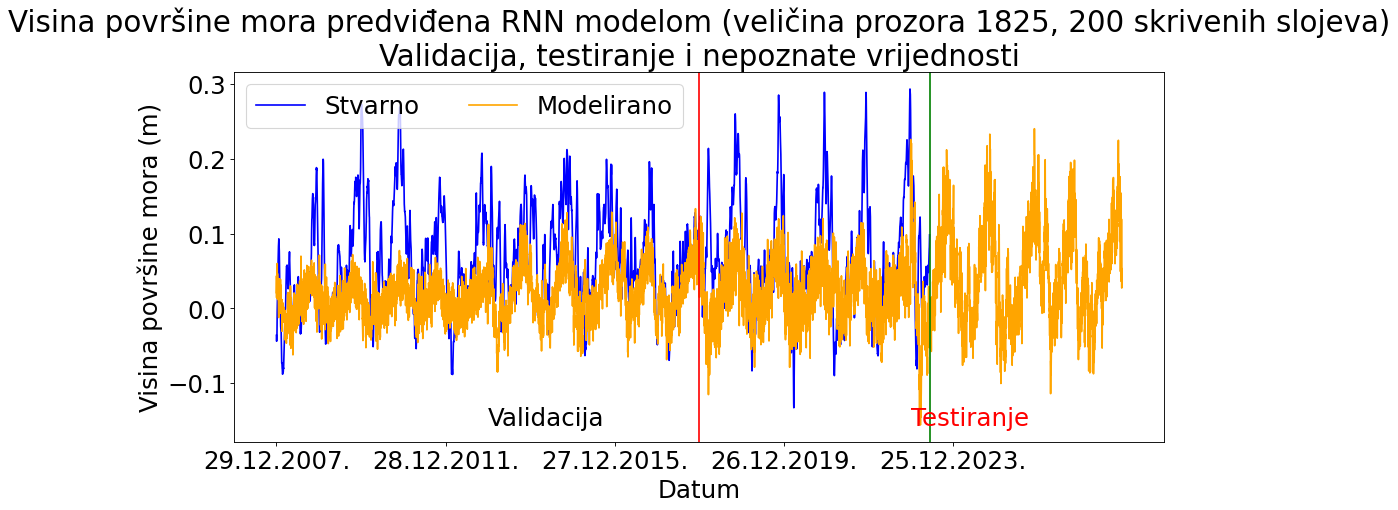 Visina površine mora predviđena RNN modelom (veličina prozora 1825, 200 skrivenih slojeva)
Validacija, testiranje i nepoznate vrijednosti
Stvarno
Modelirano
Visina površine mora (m)
0.3
0.2
0.1
0.0
−0.1
Validacija
Testiranje
29.12.2007.
28.12.2011.
27.12.2015.
26.12.2019.
25.12.2023.
Datum